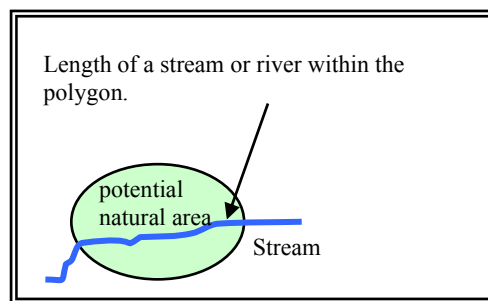 Length of a stream or river within the
polygon.
potential
natural area
Stream